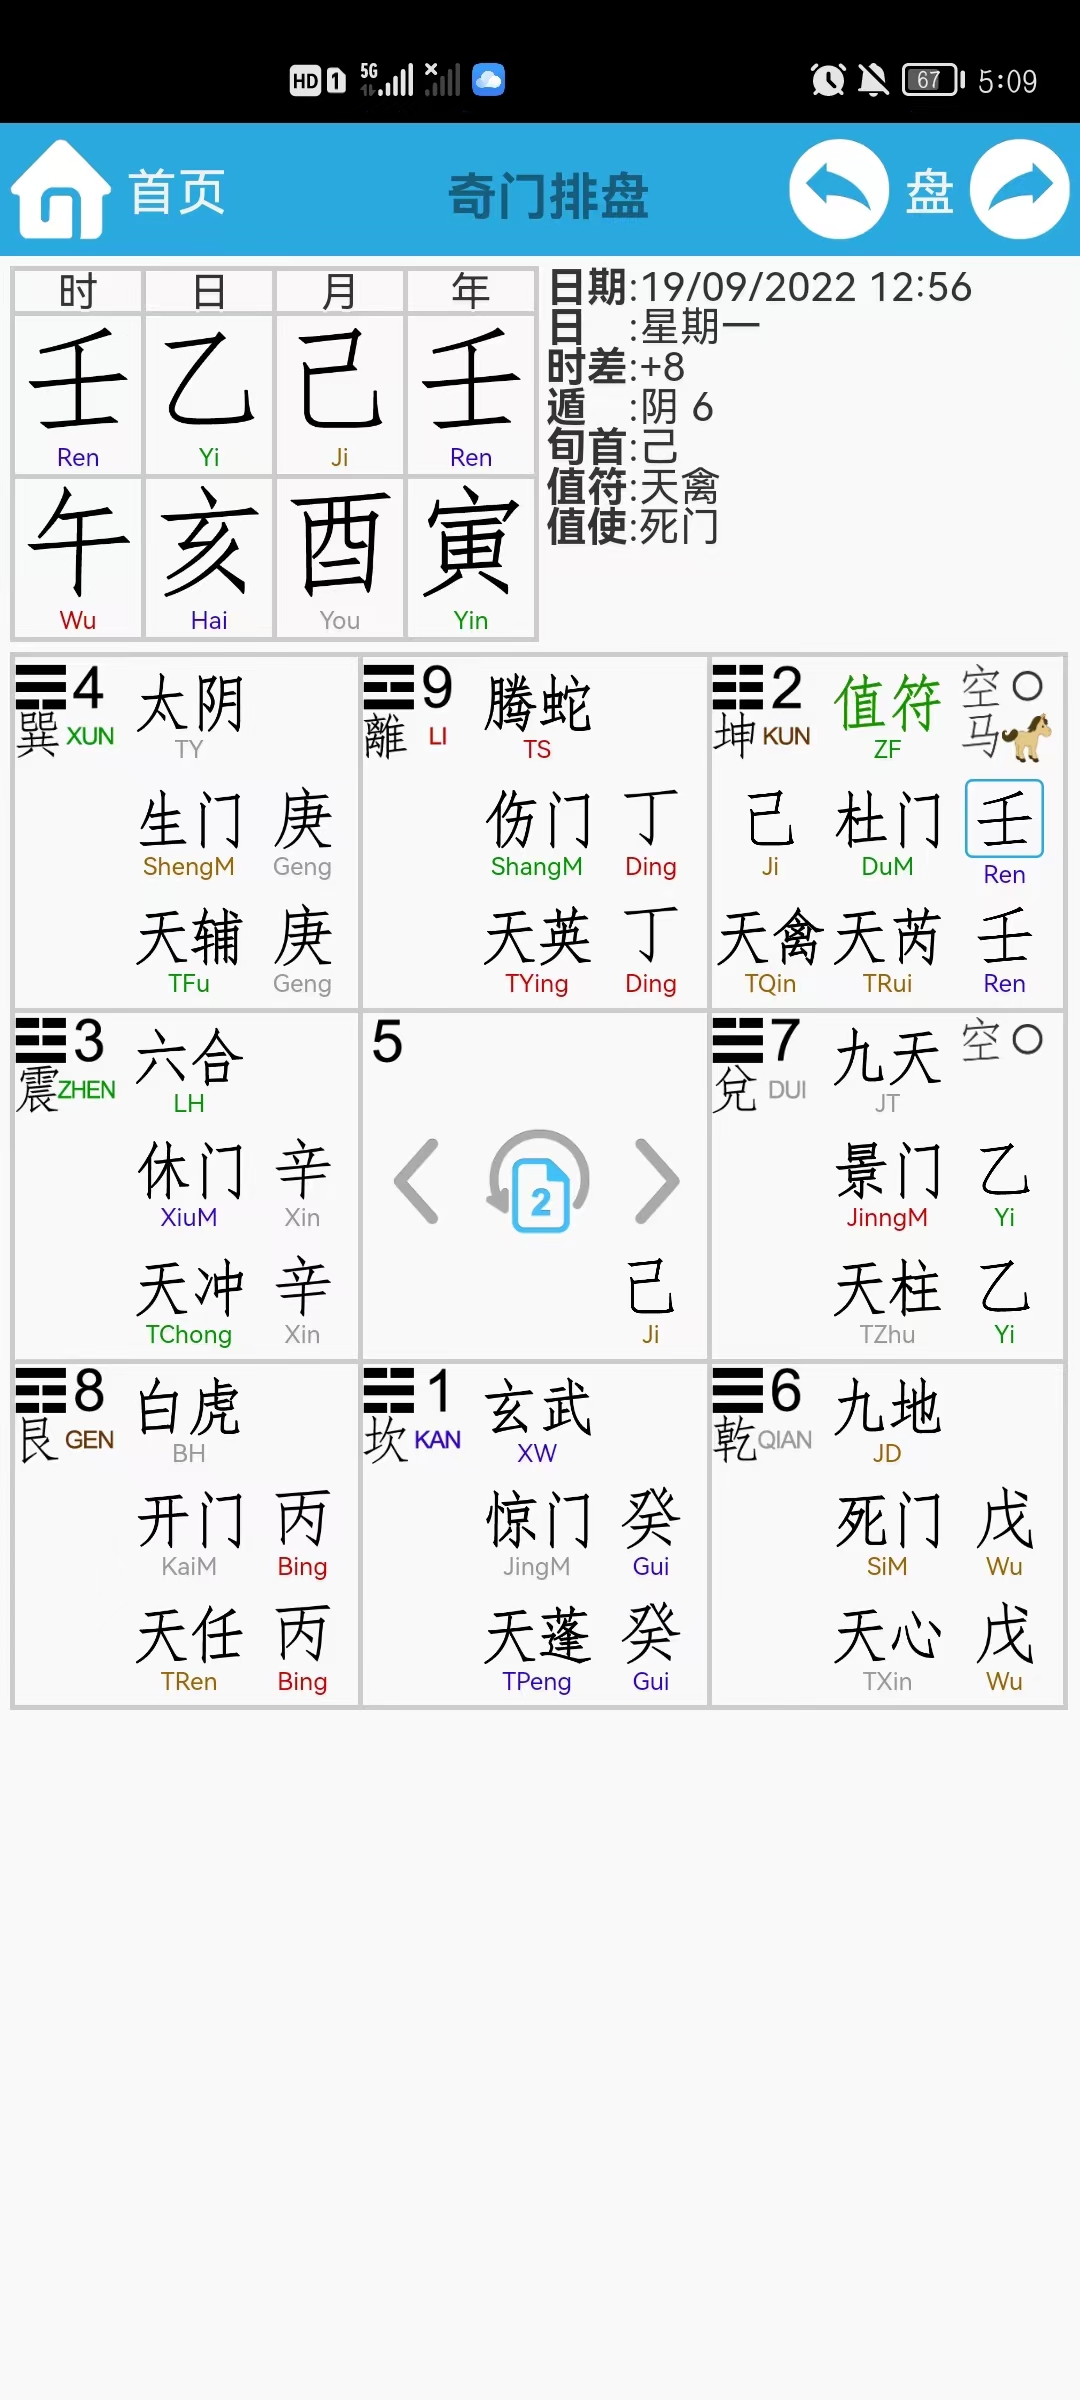 HD 1 5G 67 5:09
首页 奇门排盘 盘
时 日 月 年
壬 乙 己 壬
Ren Yi Ji Ren
午 亥 酉 寅
Wu Hai You Yin
日期:19/09/2022 12:56
日 :星期一
时差:+8
遁 :阴 6
旬首:己
值符:天禽
值使:死门
4 太阴
巽 XUN TY
生门 庚
ShengM Geng
天辅 庚
TFu Geng
9 腾蛇
離 LI TS
伤门 丁
ShangM Ding
天英 丁
TYing Ding
2 值符 空
坤 KUN ZF 马
己 杜门 壬
Ji DuM Ren
天禽 天芮 壬
TQin TRui Ren
3 六合
震 ZHEN LH
休门 辛
XiuM Xin
天冲 辛
TChong Xin
5
2
己
Ji
7 九天 空
兌 DUI JT
景门 乙
JinngM Yi
天柱 乙
TZhu Yi
8 白虎
艮 GEN BH
开门 丙
KaiM Bing
天任 丙
TRen Bing
1 玄武
坎 KAN XW
惊门 癸
JingM Gui
天蓬 癸
TPeng Gui
6 九地
乾 QIAN JD
死门 戊
SiM Wu
天心 戊
TXin Wu